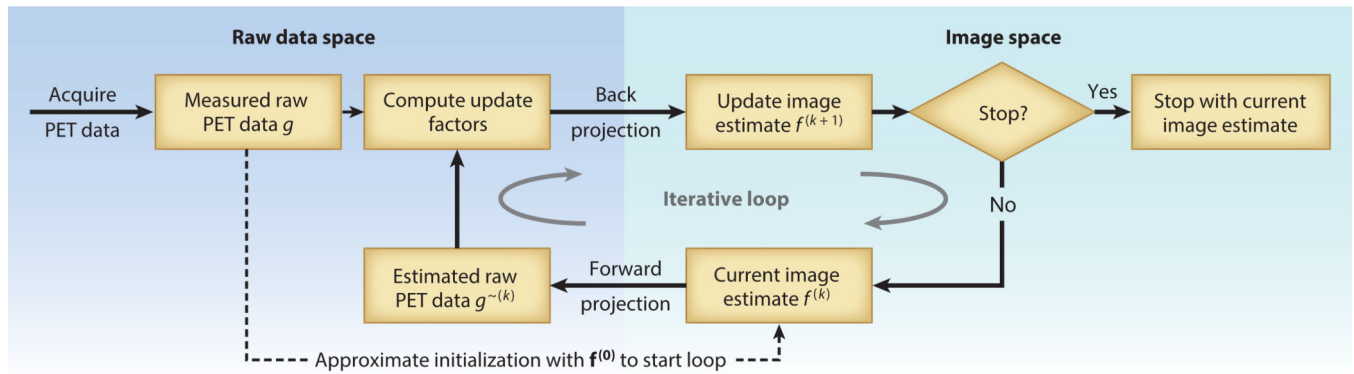 Raw data space
Image space
Acquire
PET data
Measured raw
PET data g
Compute update
factors
Back
projection
Update image
estimate f^(k + 1)
Stop?
Yes
Stop with current
image estimate
Iterative loop
No
Estimated raw
PET data g~(k)
Forward
projection
Current image
estimate f^(k)
Approximate initialization with f^(0) to start loop